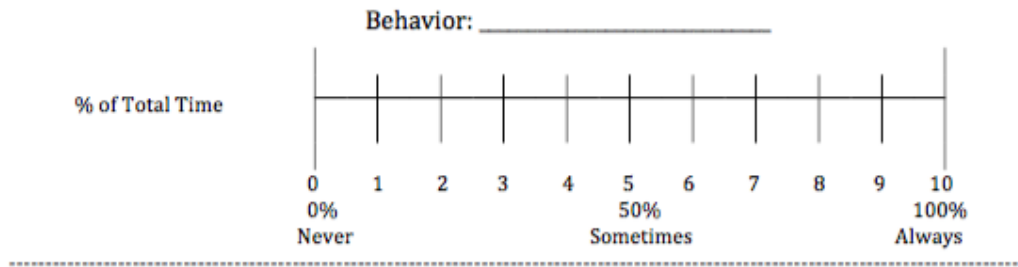 Behavior: ______________________________
% of Total Time
0 1 2 3 4 5 6 7 8 9 10
0% 50% 100%
Never Sometimes Always